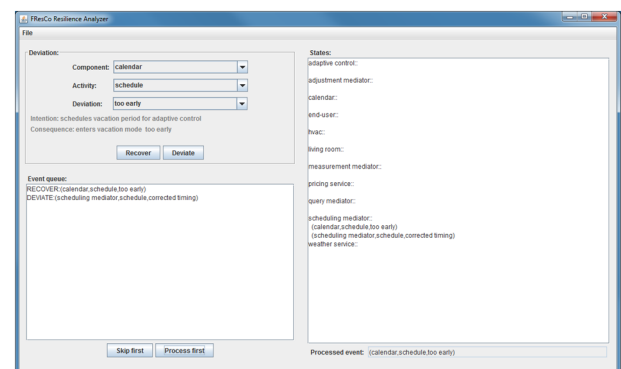 FResCo Resilience Analyzer
File
Deviation:
Component: calendar
Activity: schedule
Deviation: too early
Intention: schedules vacation period for adaptive control
Consequence: enters vacation mode too early
Recover Deviate
Event queue:
RECOVER:(calendar,schedule,too early)
DEVIATE:(scheduling mediator,schedule,corrected timing)
Skip first Process first
States:
adaptive control::
adjustment mediator::
calendar::
end-user::
hvac::
living room::
measurement mediator::
pricing service::
query mediator::
scheduling mediator::
(calendar,schedule,too early)
(scheduling mediator,schedule,corrected timing)
weather service::
Processed event: (calendar,schedule,too early)